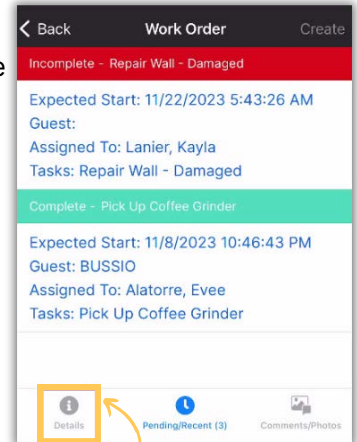 Back Work Order Create
Incomplete - Repair Wall - Damaged
Expected Start: 11/22/2023 5:43:26 AM
Guest:
Assigned To: Lanier, Kayla
Tasks: Repair Wall - Damaged
Complete - Pick Up Coffee Grinder
Expected Start: 11/8/2023 10:46:43 PM
Guest: BUSSIO
Assigned To: Alatorre, Evee
Tasks: Pick Up Coffee Grinder
Details Pending/Recent (3) Comments/Photos